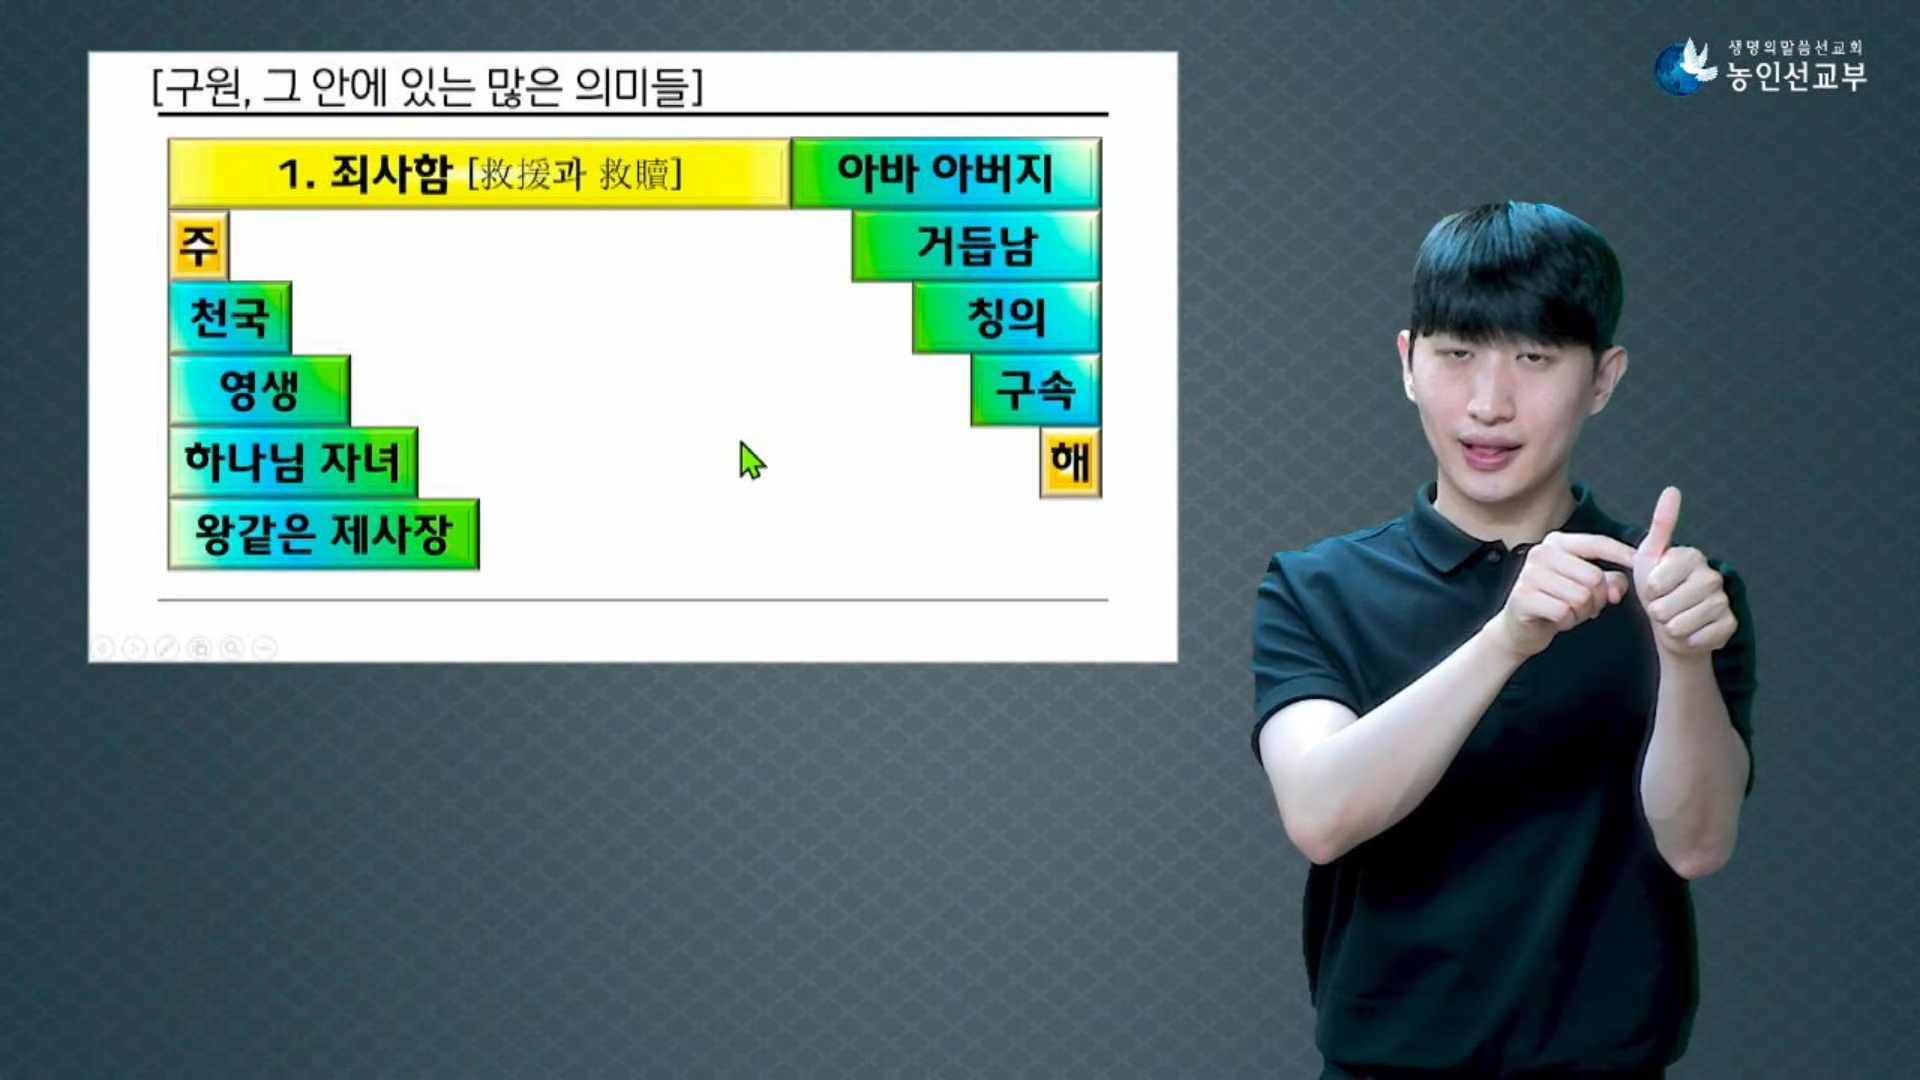 생명의말씀선교회
농인선교부
[구원, 그 안에 있는 많은 의미들]
1. 죄사함 [救援과 救贖]
아바 아버지
주
거듭남
천국
칭의
영생
구속
하나님 자녀
해
왕같은 제사장